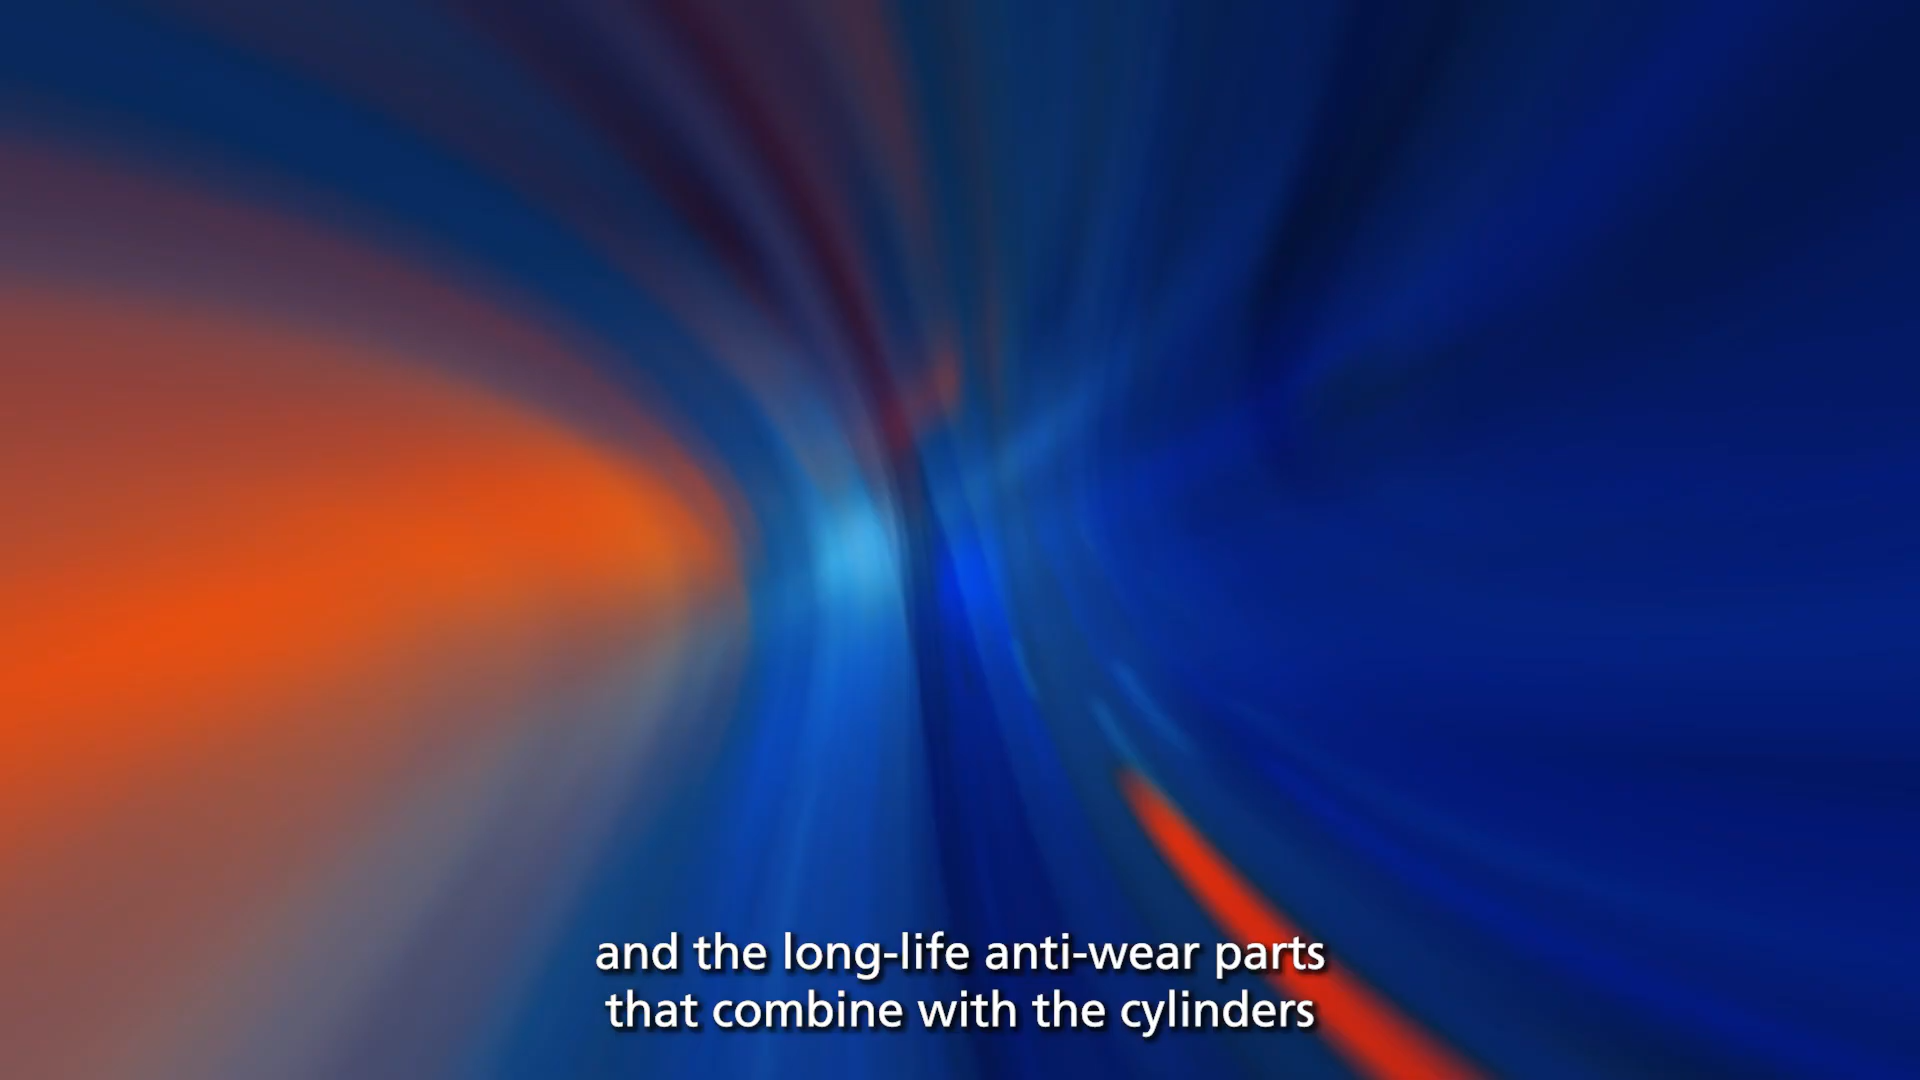 and the long-life anti-wear parts
that combine with the cylinders